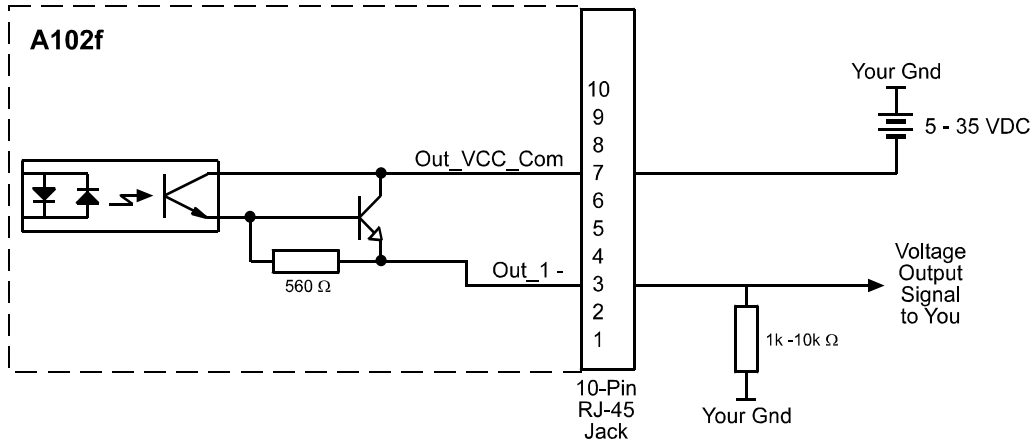 A102f
Out_VCC_Com
560 Ω
Out_1 -
10
9
8
7
6
5
4
3
2
1
10-Pin
RJ-45
Jack
Your Gnd
5 - 35 VDC
Voltage
Output
Signal
to You
1k -10k Ω
Your Gnd